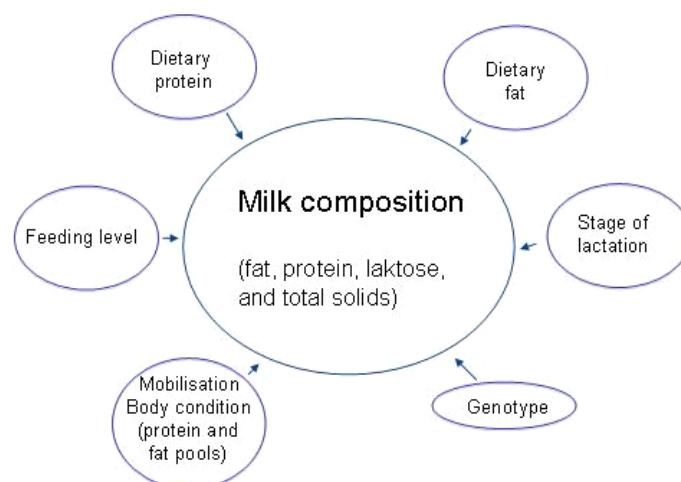 Dietary
protein
Dietary
fat
Milk composition
(fat, protein, laktose,
and total solids)
Feeding level
Stage of
lactation
Mobilisation
Body condition
(protein and
fat pools)
Genotype